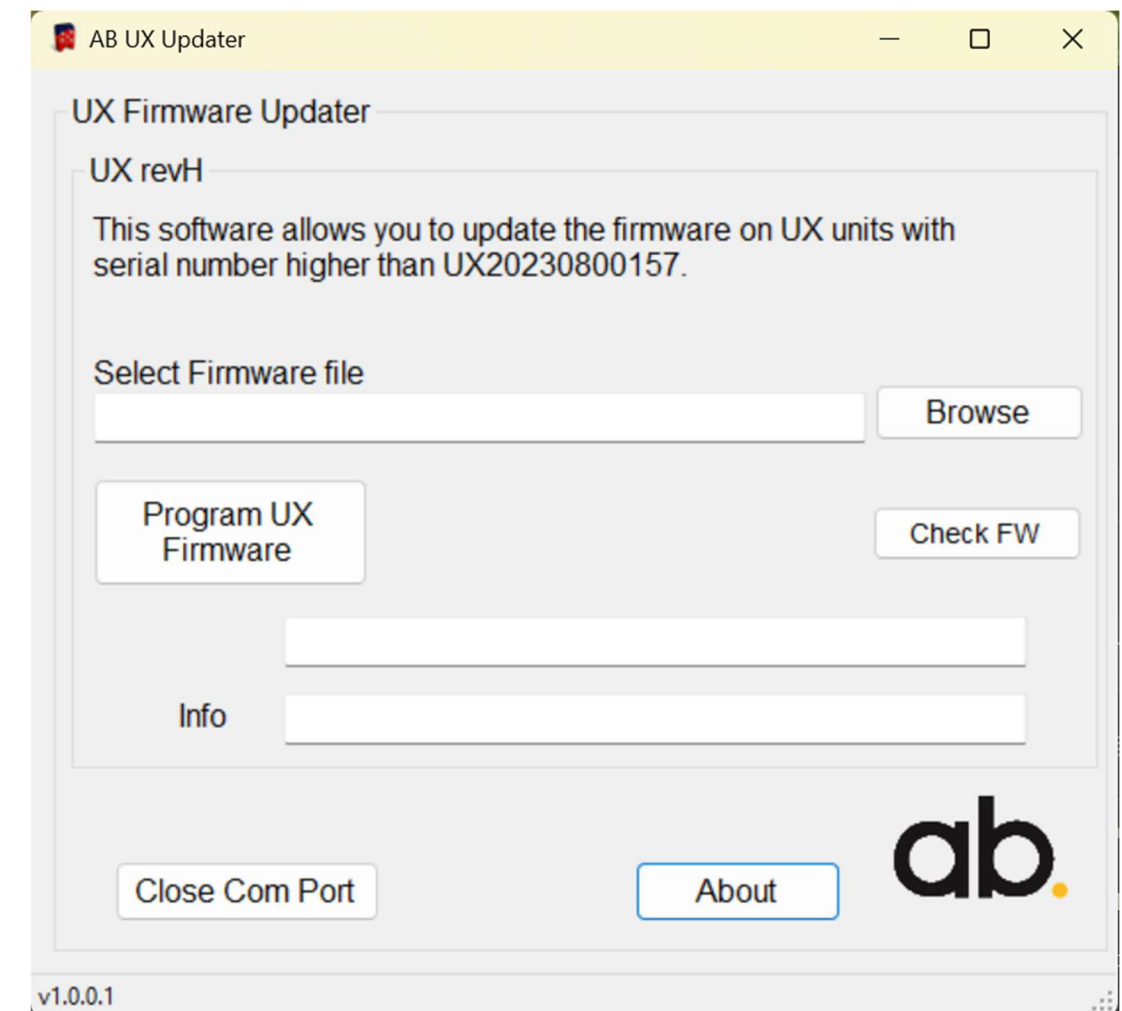 AB UX Updater
UX Firmware Updater
UX revH
This software allows you to update the firmware on UX units with
serial number higher than UX20230800157.
Select Firmware file
Browse
Program UX
Firmware
Check FW
Info
Close Com Port
About
ab.
v1.0.0.1